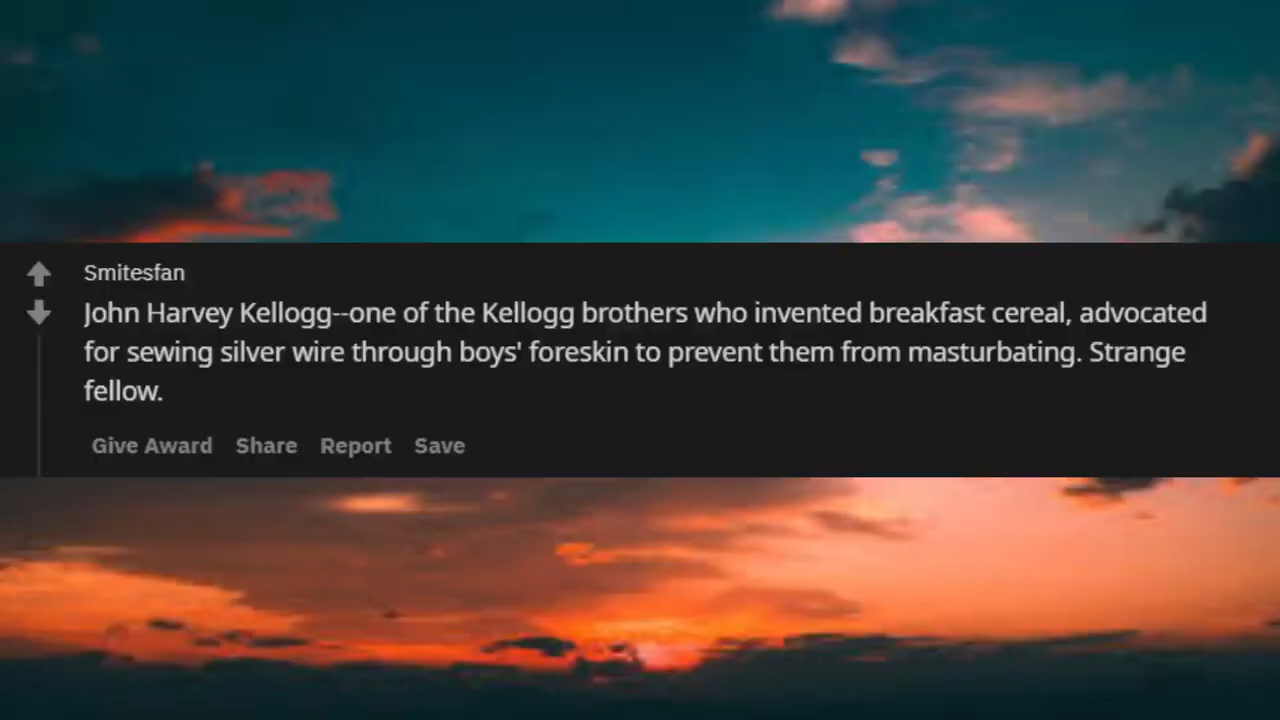 Smitesfan
John Harvey Kellogg--one of the Kellogg brothers who invented breakfast cereal, advocated
for sewing silver wire through boys' foreskin to prevent them from masturbating. Strange
fellow.
Give Award Share Report Save